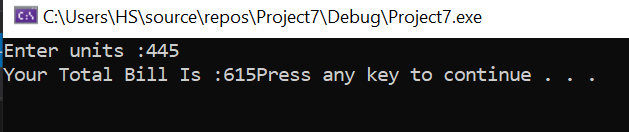 C:\Users\HS\source\repos\Project7\Debug\Project7.exe
Enter units :445
Your Total Bill Is :615Press any key to continue . . .